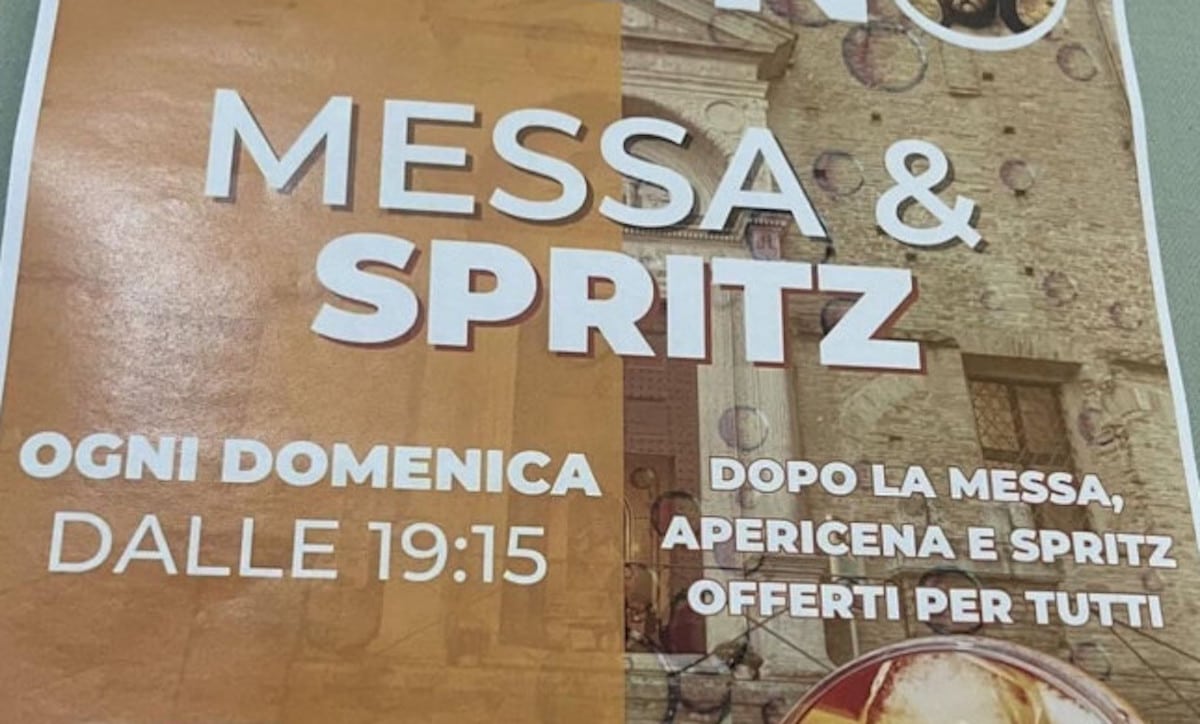 MESSA &
SPRITZ
OGNI DOMENICA
DALLE 19:15
DOPO LA MESSA,
APERICENA E SPRITZ
OFFERTI PER TUTTI